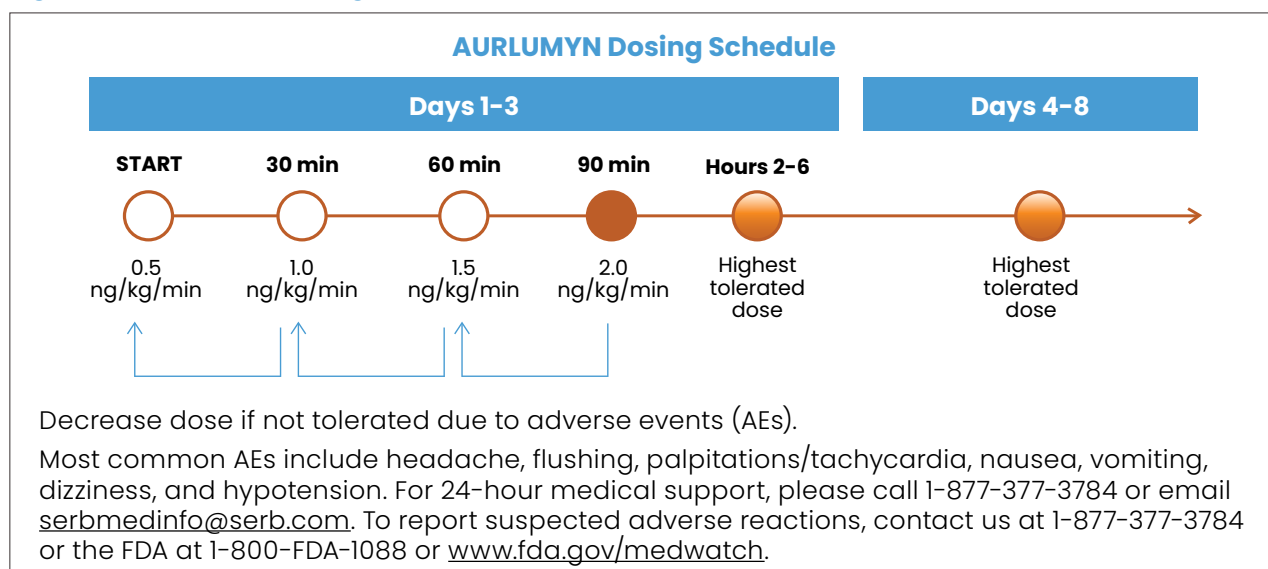 AURLUMYN Dosing Schedule
Days 1-3 Days 4-8
START 30 min 60 min 90 min Hours 2-6
0.5 1.0 1.5 2.0 Highest Highest
ng/kg/min ng/kg/min ng/kg/min ng/kg/min tolerated tolerated
dose dose
Decrease dose if not tolerated due to adverse events (AEs).
Most common AEs include headache, flushing, palpitations/tachycardia, nausea, vomiting,
dizziness, and hypotension. For 24-hour medical support, please call 1-877-377-3784 or email
serbmedinfo@serb.com. To report suspected adverse reactions, contact us at 1-877-377-3784
or the FDA at 1-800-FDA-1088 or www.fda.gov/medwatch.